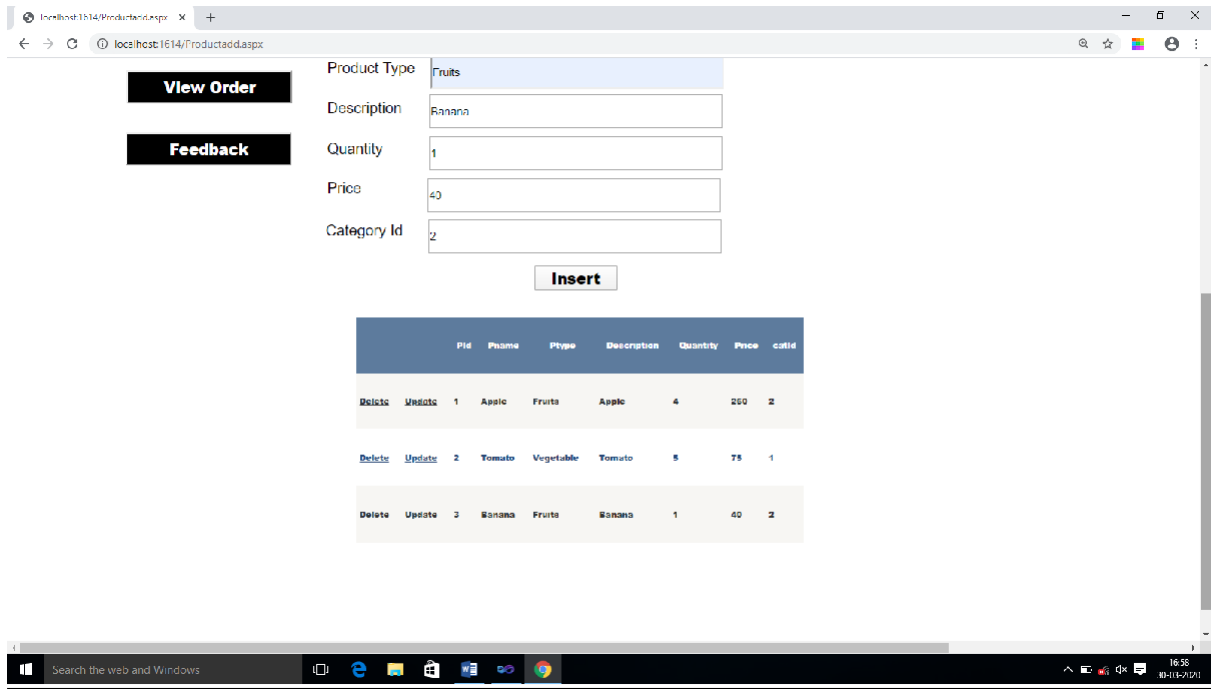 localhost:1614/Productadd.aspx
localhost:1614/Productadd.aspx
View Order
Feedback
Product Type Fruits
Description Banana
Quantity 1
Price 40
Category Id 2
Insert
Pid Pname Ptype Description Quantity Price catid
Delete Update 1 Apple Fruits Apple 4 250 2
Delete Update 2 Tomato Vegetable Tomato 5 75 1
Delete Update 3 Banana Fruits Banana 1 40 2
Search the web and Windows
16:58
30-03-2020